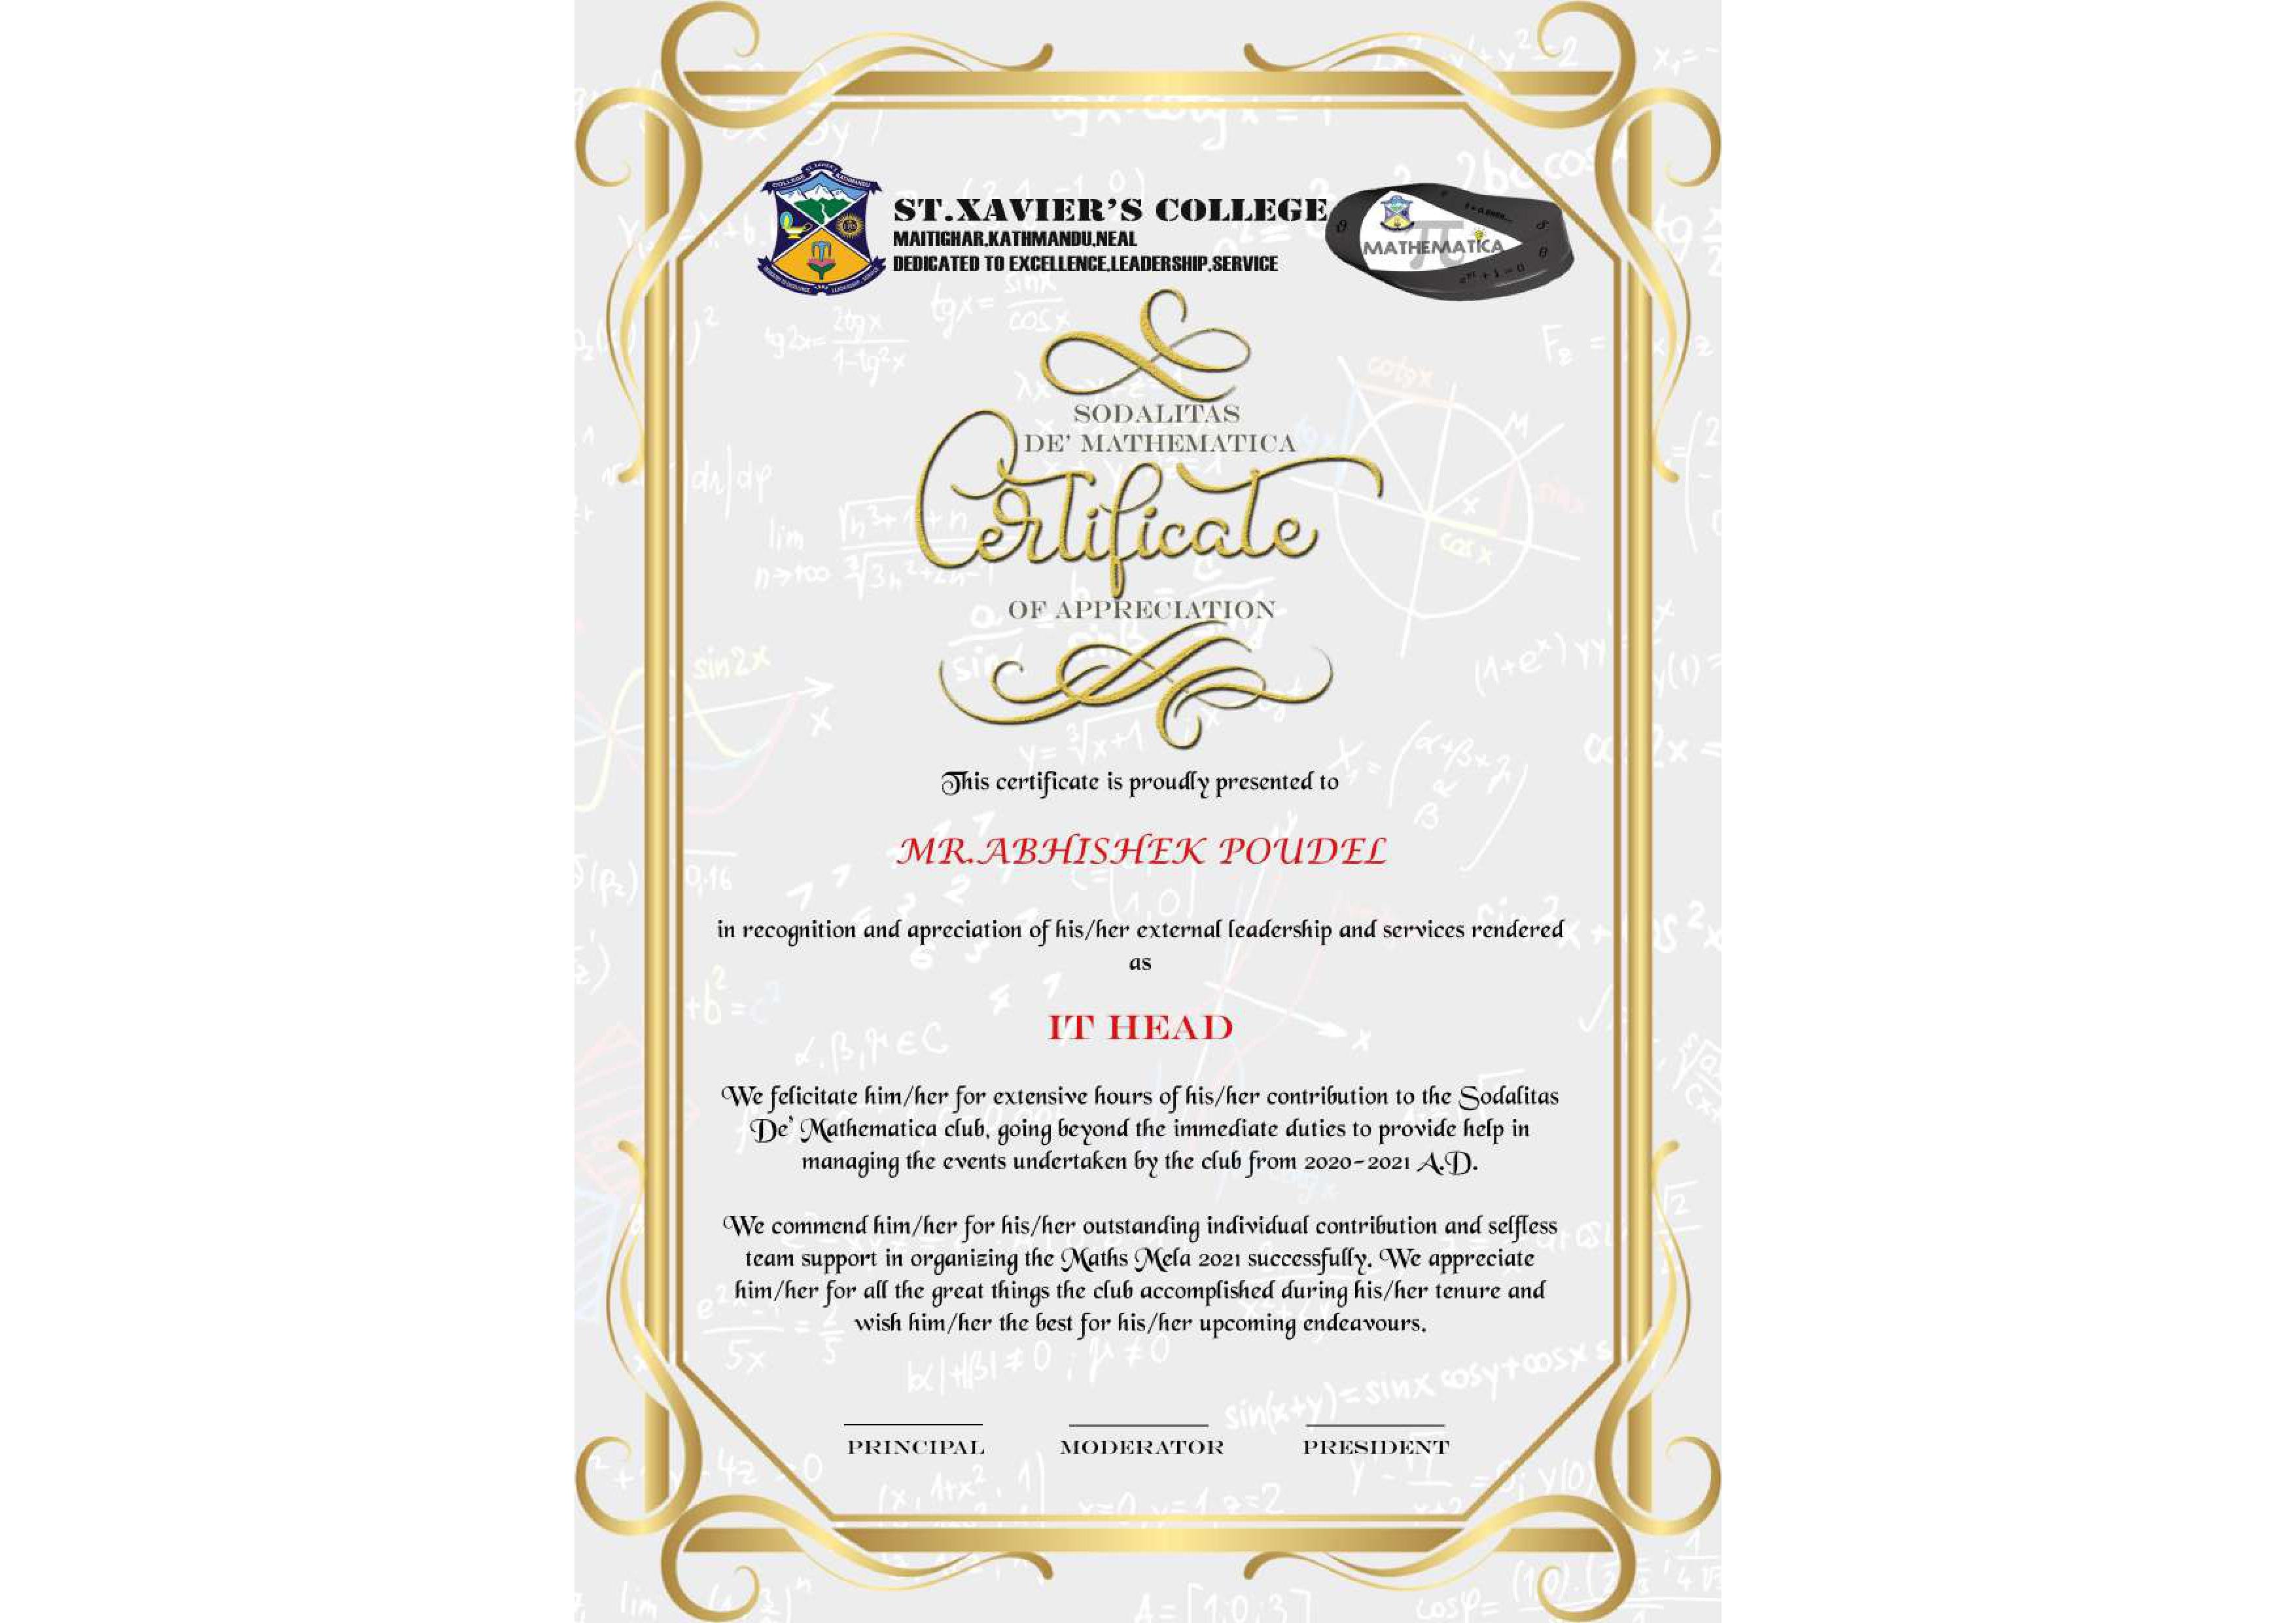 ST.XAVIER'S COLLEGE
MAITIGHAR,KATHMANDU,NEAL
DEDICATED TO EXCELLENCE,LEADERSHIP,SERVICE
MATHEMATICA
SODALITAS
DE' MATHEMATICA
Certificate
OF APPRECIATION
This certificate is proudly presented to
MR.ABHISHEK POUDEL
in recognition and apreciation of his/her external leadership and services rendered
as
IT HEAD
We felicitate him/her for extensive hours of his/her contribution to the Sodalitas
De' Mathematica club, going beyond the immediate duties to provide help in
managing the events undertaken by the club from 2020-2021 A.D.
We commend him/her for his/her outstanding individual contribution and selfless
team support in organizing the Maths Mela 2021 successfully. We appreciate
him/her for all the great things the club accomplished during his/her tenure and
wish him/her the best for his/her upcoming endeavours.
PRINCIPAL MODERATOR PRESIDENT